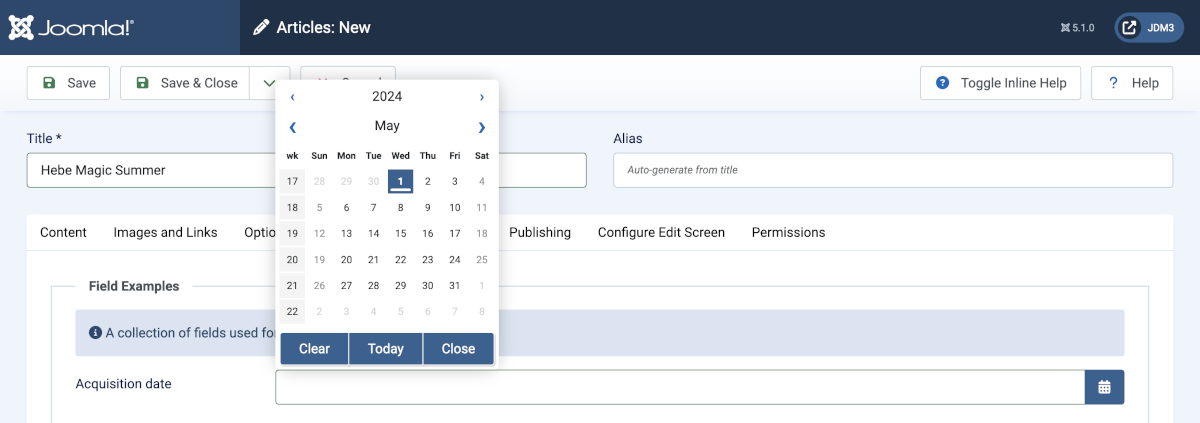 Joomla!®
Articles: New
5.1.0
JDM3
Save
Save & Close
Toggle Inline Help
? Help
‹ 2024 ›
❮ May ❯
wk Sun Mon Tue Wed Thu Fri Sat
17 28 29 30 1 2 3 4
18 5 6 7 8 9 10 11
19 12 13 14 15 16 17 18
20 19 20 21 22 23 24 25
21 26 27 28 29 30 31 1
22 2 3 4 5 6 7 8
Clear Today Close
Title *
Alias
Hebe Magic Summer
Auto-generate from title
Content Images and Links Optio Publishing Configure Edit Screen Permissions
Field Examples
A collection of fields used fo
Acquisition date